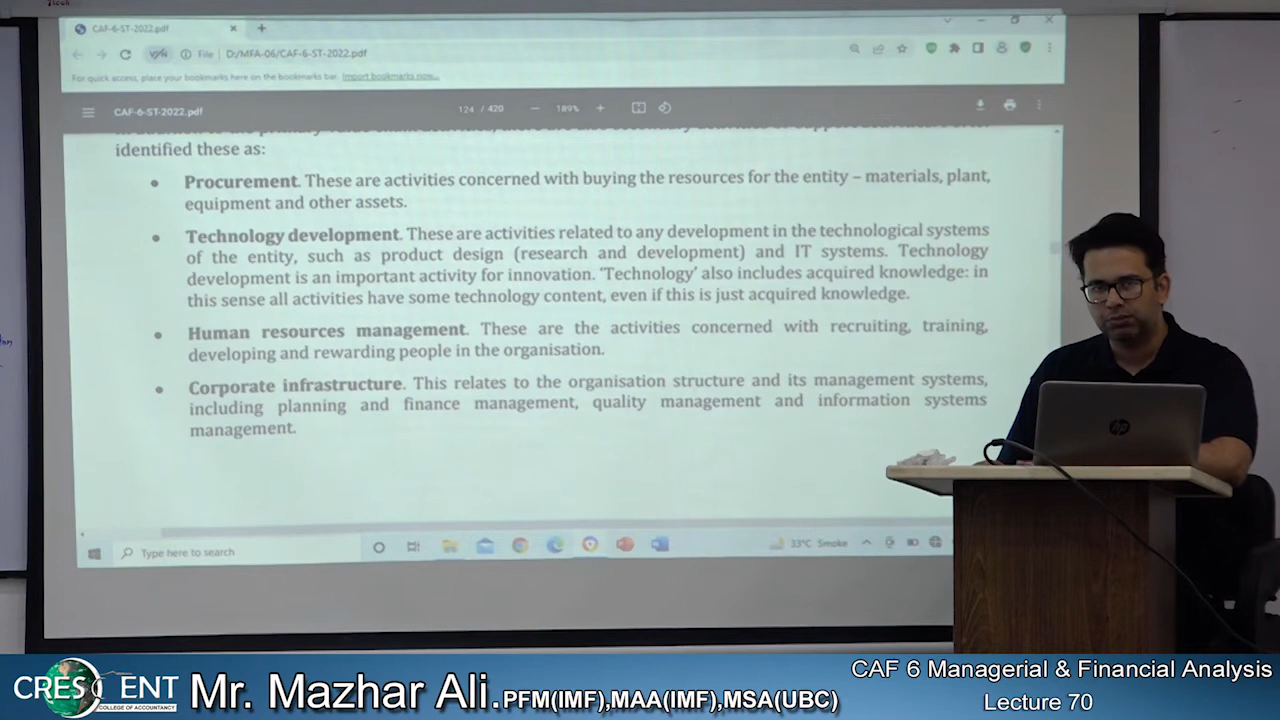 CAF-6-ST-2022.pdf
File D:/MFA-06/CAF-6-ST-2022.pdf
For quick access, place your bookmarks here on the bookmarks bar. Import bookmarks now...
CAF-6-ST-2022.pdf
124 / 420
189%
identified these as:
• Procurement. These are activities concerned with buying the resources for the entity – materials, plant,
equipment and other assets.
• Technology development. These are activities related to any development in the technological systems
of the entity, such as product design (research and development) and IT systems. Technology
development is an important activity for innovation. ‘Technology’ also includes acquired knowledge: in
this sense all activities have some technology content, even if this is just acquired knowledge.
• Human resources management. These are the activities concerned with recruiting, training,
developing and rewarding people in the organisation.
• Corporate infrastructure. This relates to the organisation structure and its management systems,
including planning and finance management, quality management and information systems
management.
Type here to search
33°C Smoke
hp
CRESCENT
COLLEGE OF ACCOUNTANCY
Mr. Mazhar Ali.PFM(IMF),MAA(IMF),MSA(UBC)
CAF 6 Managerial & Financial Analysis
Lecture 70